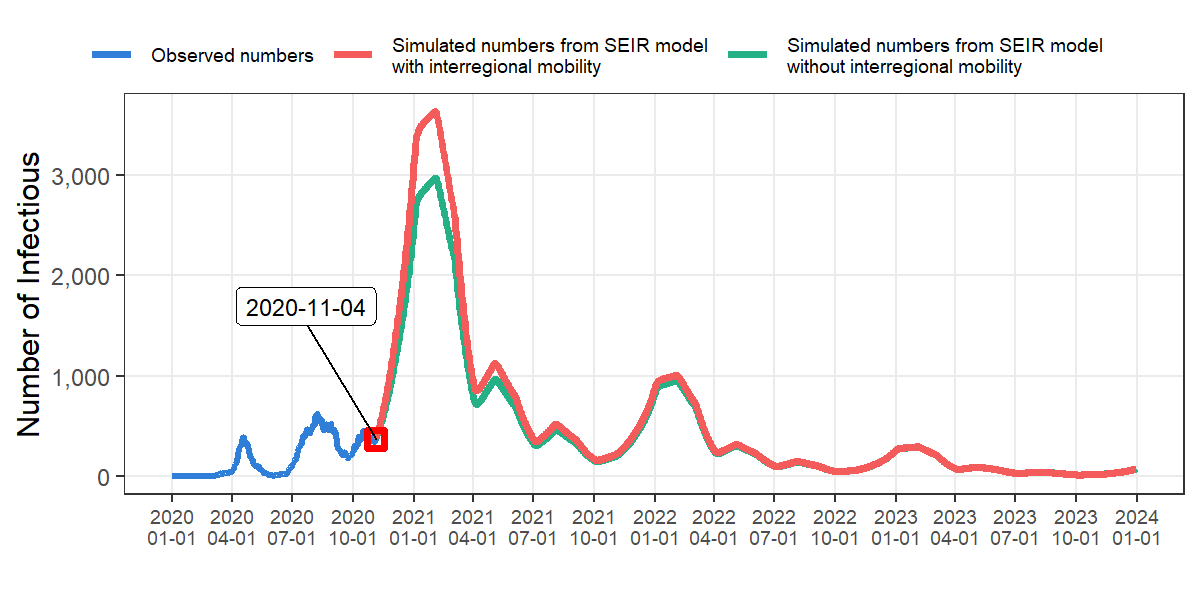 Observed numbers
Simulated numbers from SEIR model
with interregional mobility
Simulated numbers from SEIR model
without interregional mobility
Number of Infectious
3,000
2,000
1,000
0
2020-11-04
2020 2020 2020 2020 2021 2021 2021 2021 2022 2022 2022 2022 2023 2023 2023 2023 2024
01-01 04-01 07-01 10-01 01-01 04-01 07-01 10-01 01-01 04-01 07-01 10-01 01-01 04-01 07-01 10-01 01-01